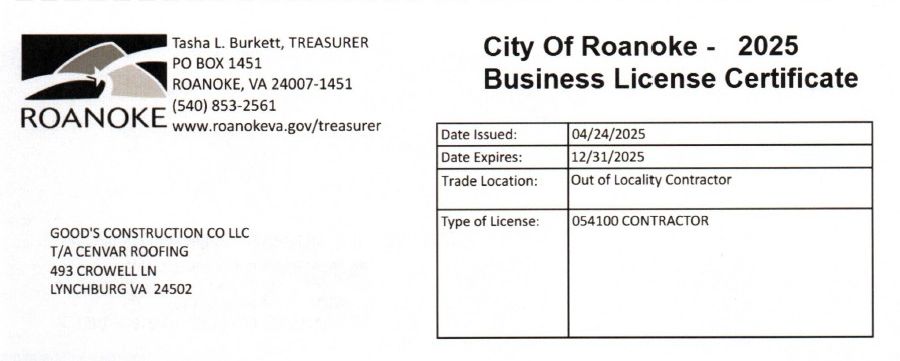 ROANOKE
Tasha L. Burkett, TREASURER
PO BOX 1451
ROANOKE, VA 24007-1451
(540) 853-2561
www.roanokeva.gov/treasurer
City Of Roanoke - 2025
Business License Certificate
Date Issued: 04/24/2025
Date Expires: 12/31/2025
Trade Location: Out of Locality Contractor
Type of License: 054100 CONTRACTOR
GOOD'S CONSTRUCTION CO LLC
T/A CENVAR ROOFING
493 CROWELL LN
LYNCHBURG VA 24502